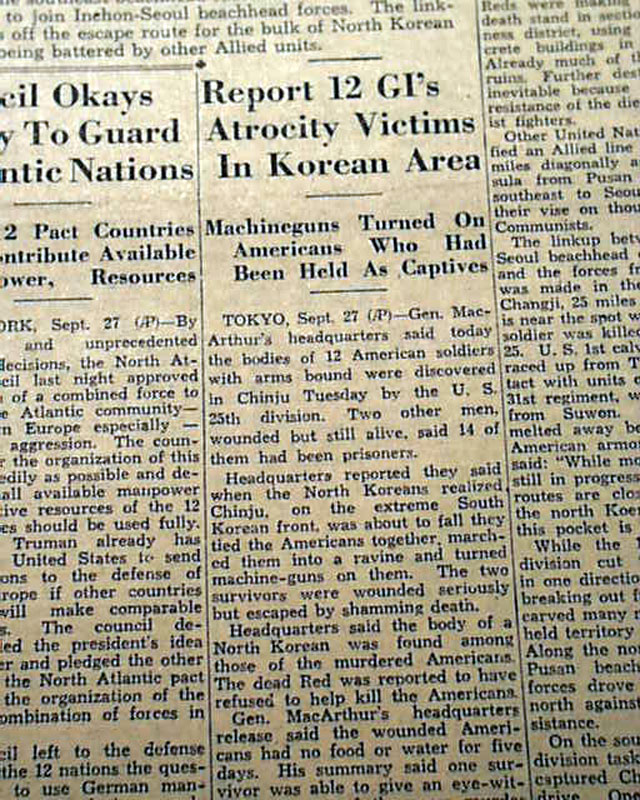 to join Inchon-Seoul beachhead forces. The link-
s off the escape route for the bulk of North Korean
being battered by other Allied units.
cil Okays
y To Guard
ntic Nations
2 Pact Countries
ontribute Available
ower, Resources
ORK, Sept. 27 (AP)—By
and unprecedented
decisions, the North At-
cil last night approved
of a combined force to
e Atlantic community—
n Europe especially —
aggression. The coun-
r the organization of this
edily as possible and de-
all available manpower
tive resources of the 12
es should be used fully.
Truman already has
United States to send
ons to the defense of
urope if other countries
will make comparable
s. The council de-
led the president's idea
er and pledged the other
the North Atlantic pact
the organization of the
ombination of forces in
cil left to the defense
the 12 nations the ques-
to use German man-
Report 12 GI's
Atrocity Victims
In Korean Area
Machineguns Turned On
Americans Who Had
Been Held As Captives
TOKYO, Sept. 27 (AP)—Gen. Mac-
Arthur's headquarters said today
the bodies of 12 American soldiers
with arms bound were discovered
in Chinju Tuesday by the U. S.
25th division. Two other men,
wounded but still alive, said 14 of
them had been prisoners.
Headquarters reported they said
when the North Koreans realized
Chinju, on the extreme South
Korean front, was about to fall they
tied the Americans together, march-
ed them into a ravine and turned
machine-guns on them. The two
survivors were wounded seriously
but escaped by shamming death.
Headquarters said the body of a
North Korean was found among
those of the murdered Americans.
The dead Red was reported to have
refused to help kill the Americans.
Gen. MacArthur's headquarters
release said the wounded Ameri-
cans had no food or water for five
days. His summary said one sur-
vivor was able to give an eye-wit-
Reds were making
death stand in secti
ness district, using
crete buildings in
Already much of th
ruins. Further des
inevitable because
resistance of the die
ist fighters.
Other United Nat
fied an Allied line
miles diagonally a
sula from Pusan
southeast to Seou
their vise on thou
Communists.
The linkup betw
Seoul beachhead
and the forces f
was made in the
Changji, 25 miles
is near the spot w
soldier was kille
25. U. S. 1st calv
raced up from T
tact with units
31st regiment, w
from Suwon.
melted away be
American armo
said: "While mo
still in progress
routes are clos
the north Kor
this pocket is
While the 1
division cut
in one directio
breaking out f
carved many
held territory
Along the no
Pusan beach
forces drove
north against
sistance.
On the sou
division task
captured Ch
drive. One